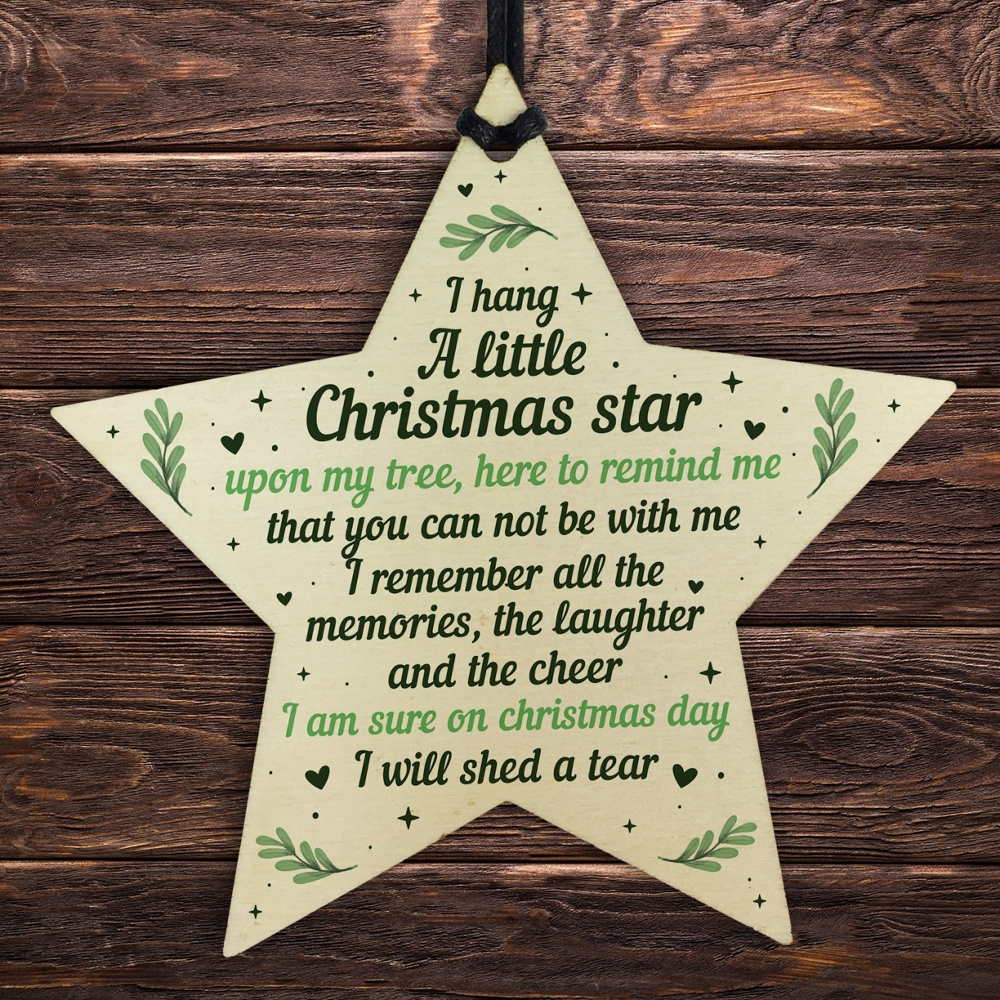 I hang
A little
Christmas star
upon my tree, here to remind me
that you can not be with me
I remember all the
memories, the laughter
and the cheer
I am sure on christmas day
I will shed a tear